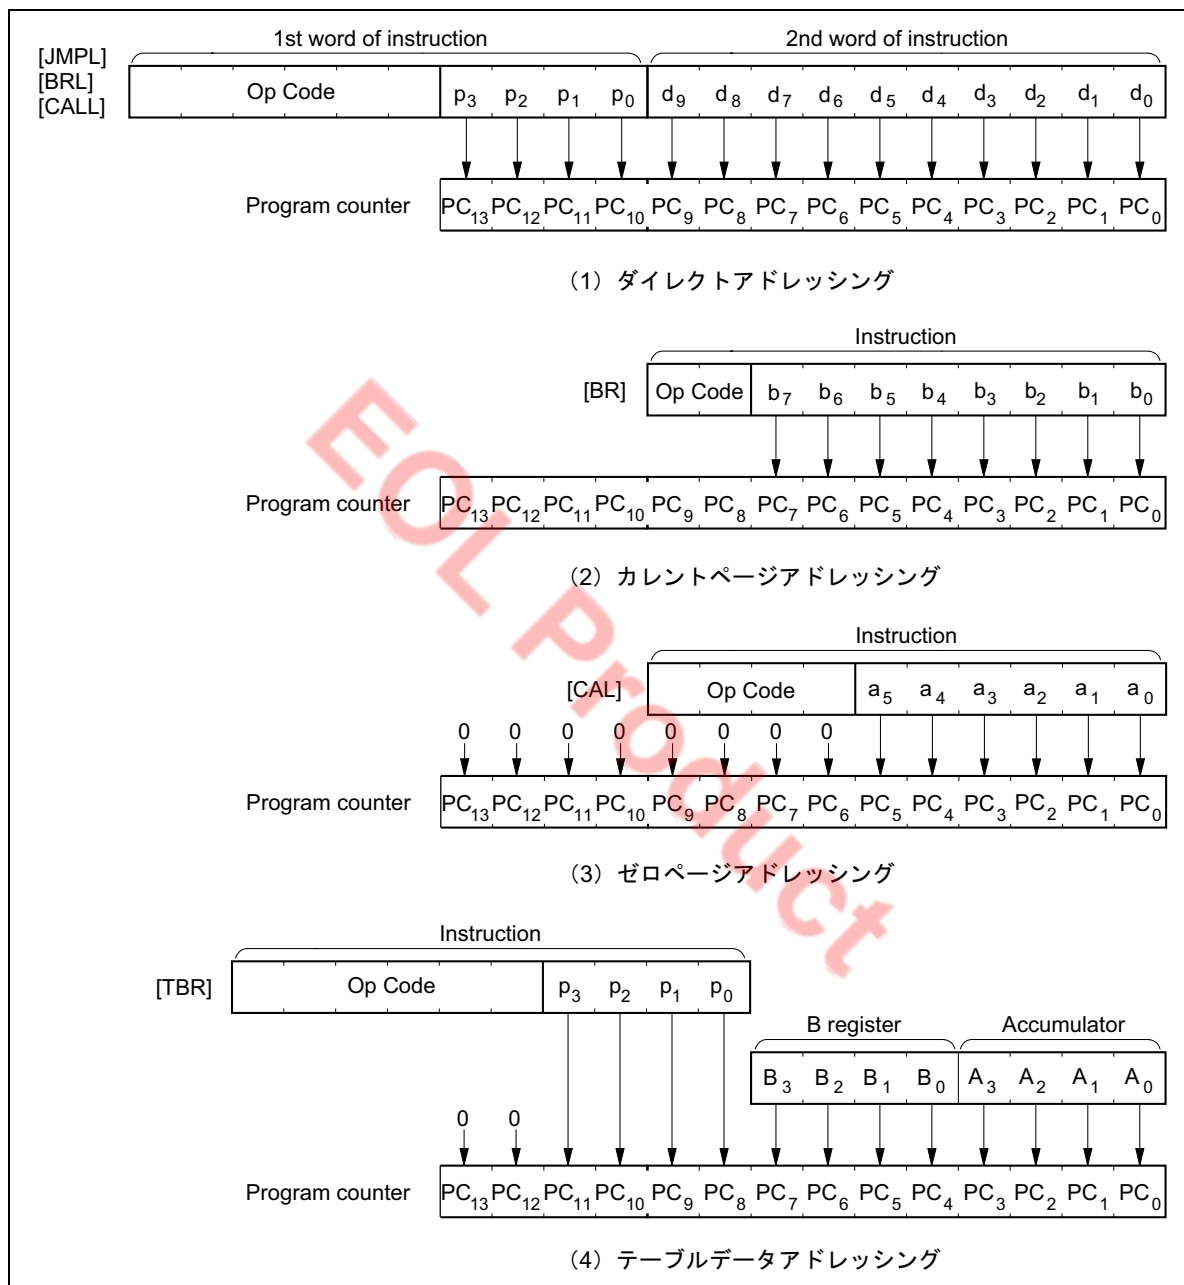 1st word of instruction 2nd word of instruction
[JMPL]
[BRL]
[CALL]
Op Code p3 p2 p1 p0 d9 d8 d7 d6 d5 d4 d3 d2 d1 d0
Program counter PC13 PC12 PC11 PC10 PC9 PC8 PC7 PC6 PC5 PC4 PC3 PC2 PC1 PC0
(1) ダイレクトアドレッシング
Instruction
[BR] Op Code b7 b6 b5 b4 b3 b2 b1 b0
Program counter PC13 PC12 PC11 PC10 PC9 PC8 PC7 PC6 PC5 PC4 PC3 PC2 PC1 PC0
(2) カレントページアドレッシング
Instruction
[CAL] Op Code a5 a4 a3 a2 a1 a0
0 0 0 0 0 0 0 0
Program counter PC13 PC12 PC11 PC10 PC9 PC8 PC7 PC6 PC5 PC4 PC3 PC2 PC1 PC0
(3) ゼロページアドレッシング
Instruction
[TBR] Op Code p3 p2 p1 p0
B register Accumulator
B3 B2 B1 B0 A3 A2 A1 A0
0 0
Program counter PC13 PC12 PC11 PC10 PC9 PC8 PC7 PC6 PC5 PC4 PC3 PC2 PC1 PC0
(4) テーブルデータアドレッシング
EOL Product